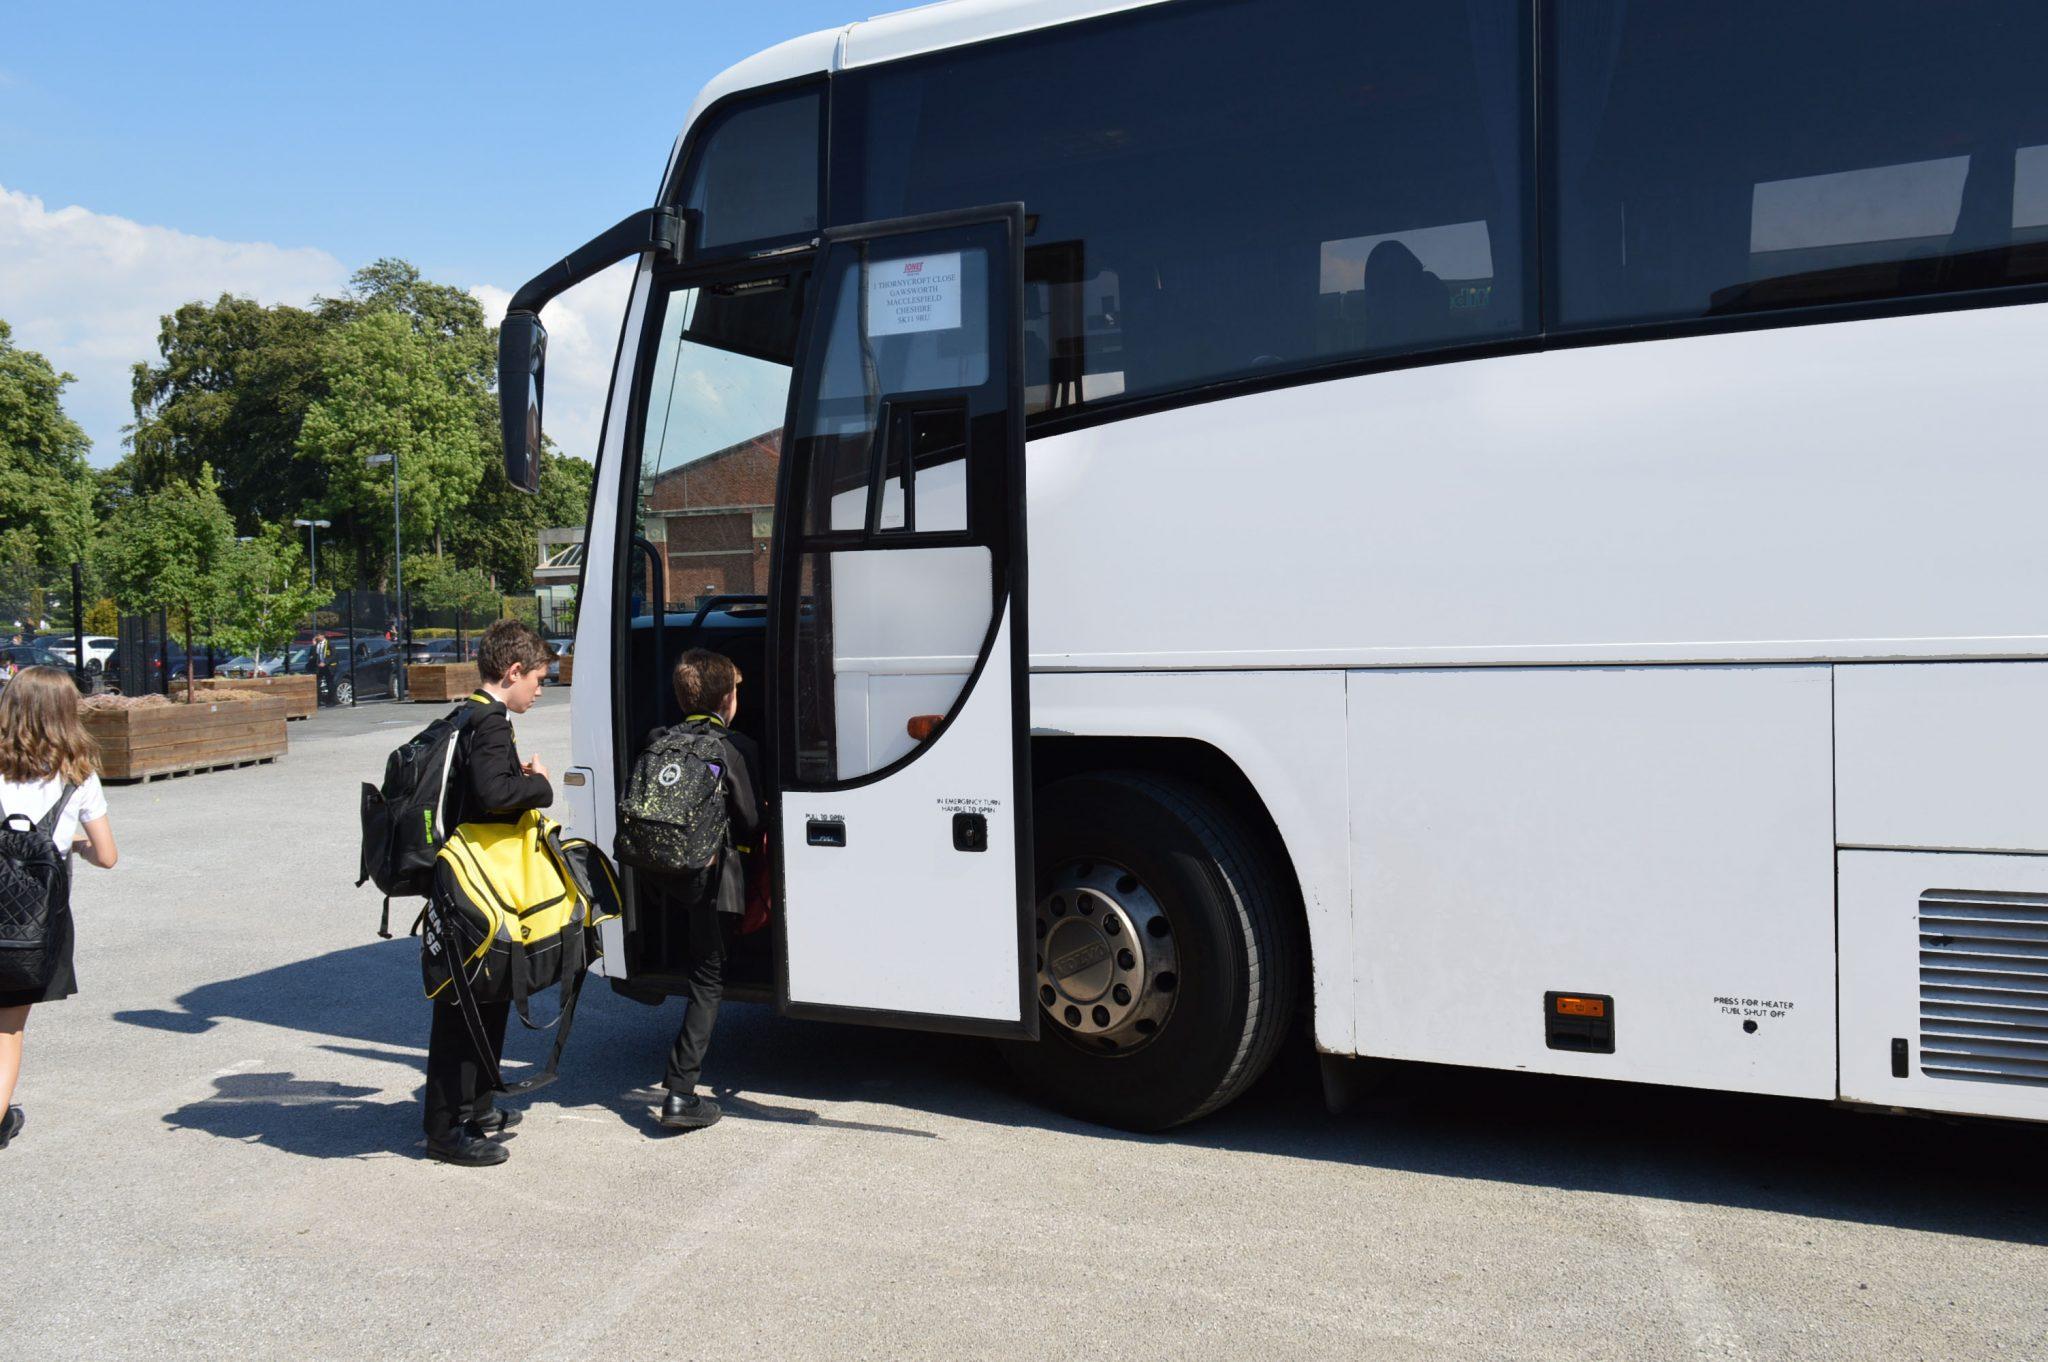 JONES
1 THORNYCROFT CLOSE
GAWSWORTH
MACCLESFIELD
CHESHIRE
SK11 9RU
PULL TO OPEN
IN EMERGENCY TURN
HANDLE TO OPEN
PRESS FOR HEATER
FUEL SHUT OFF